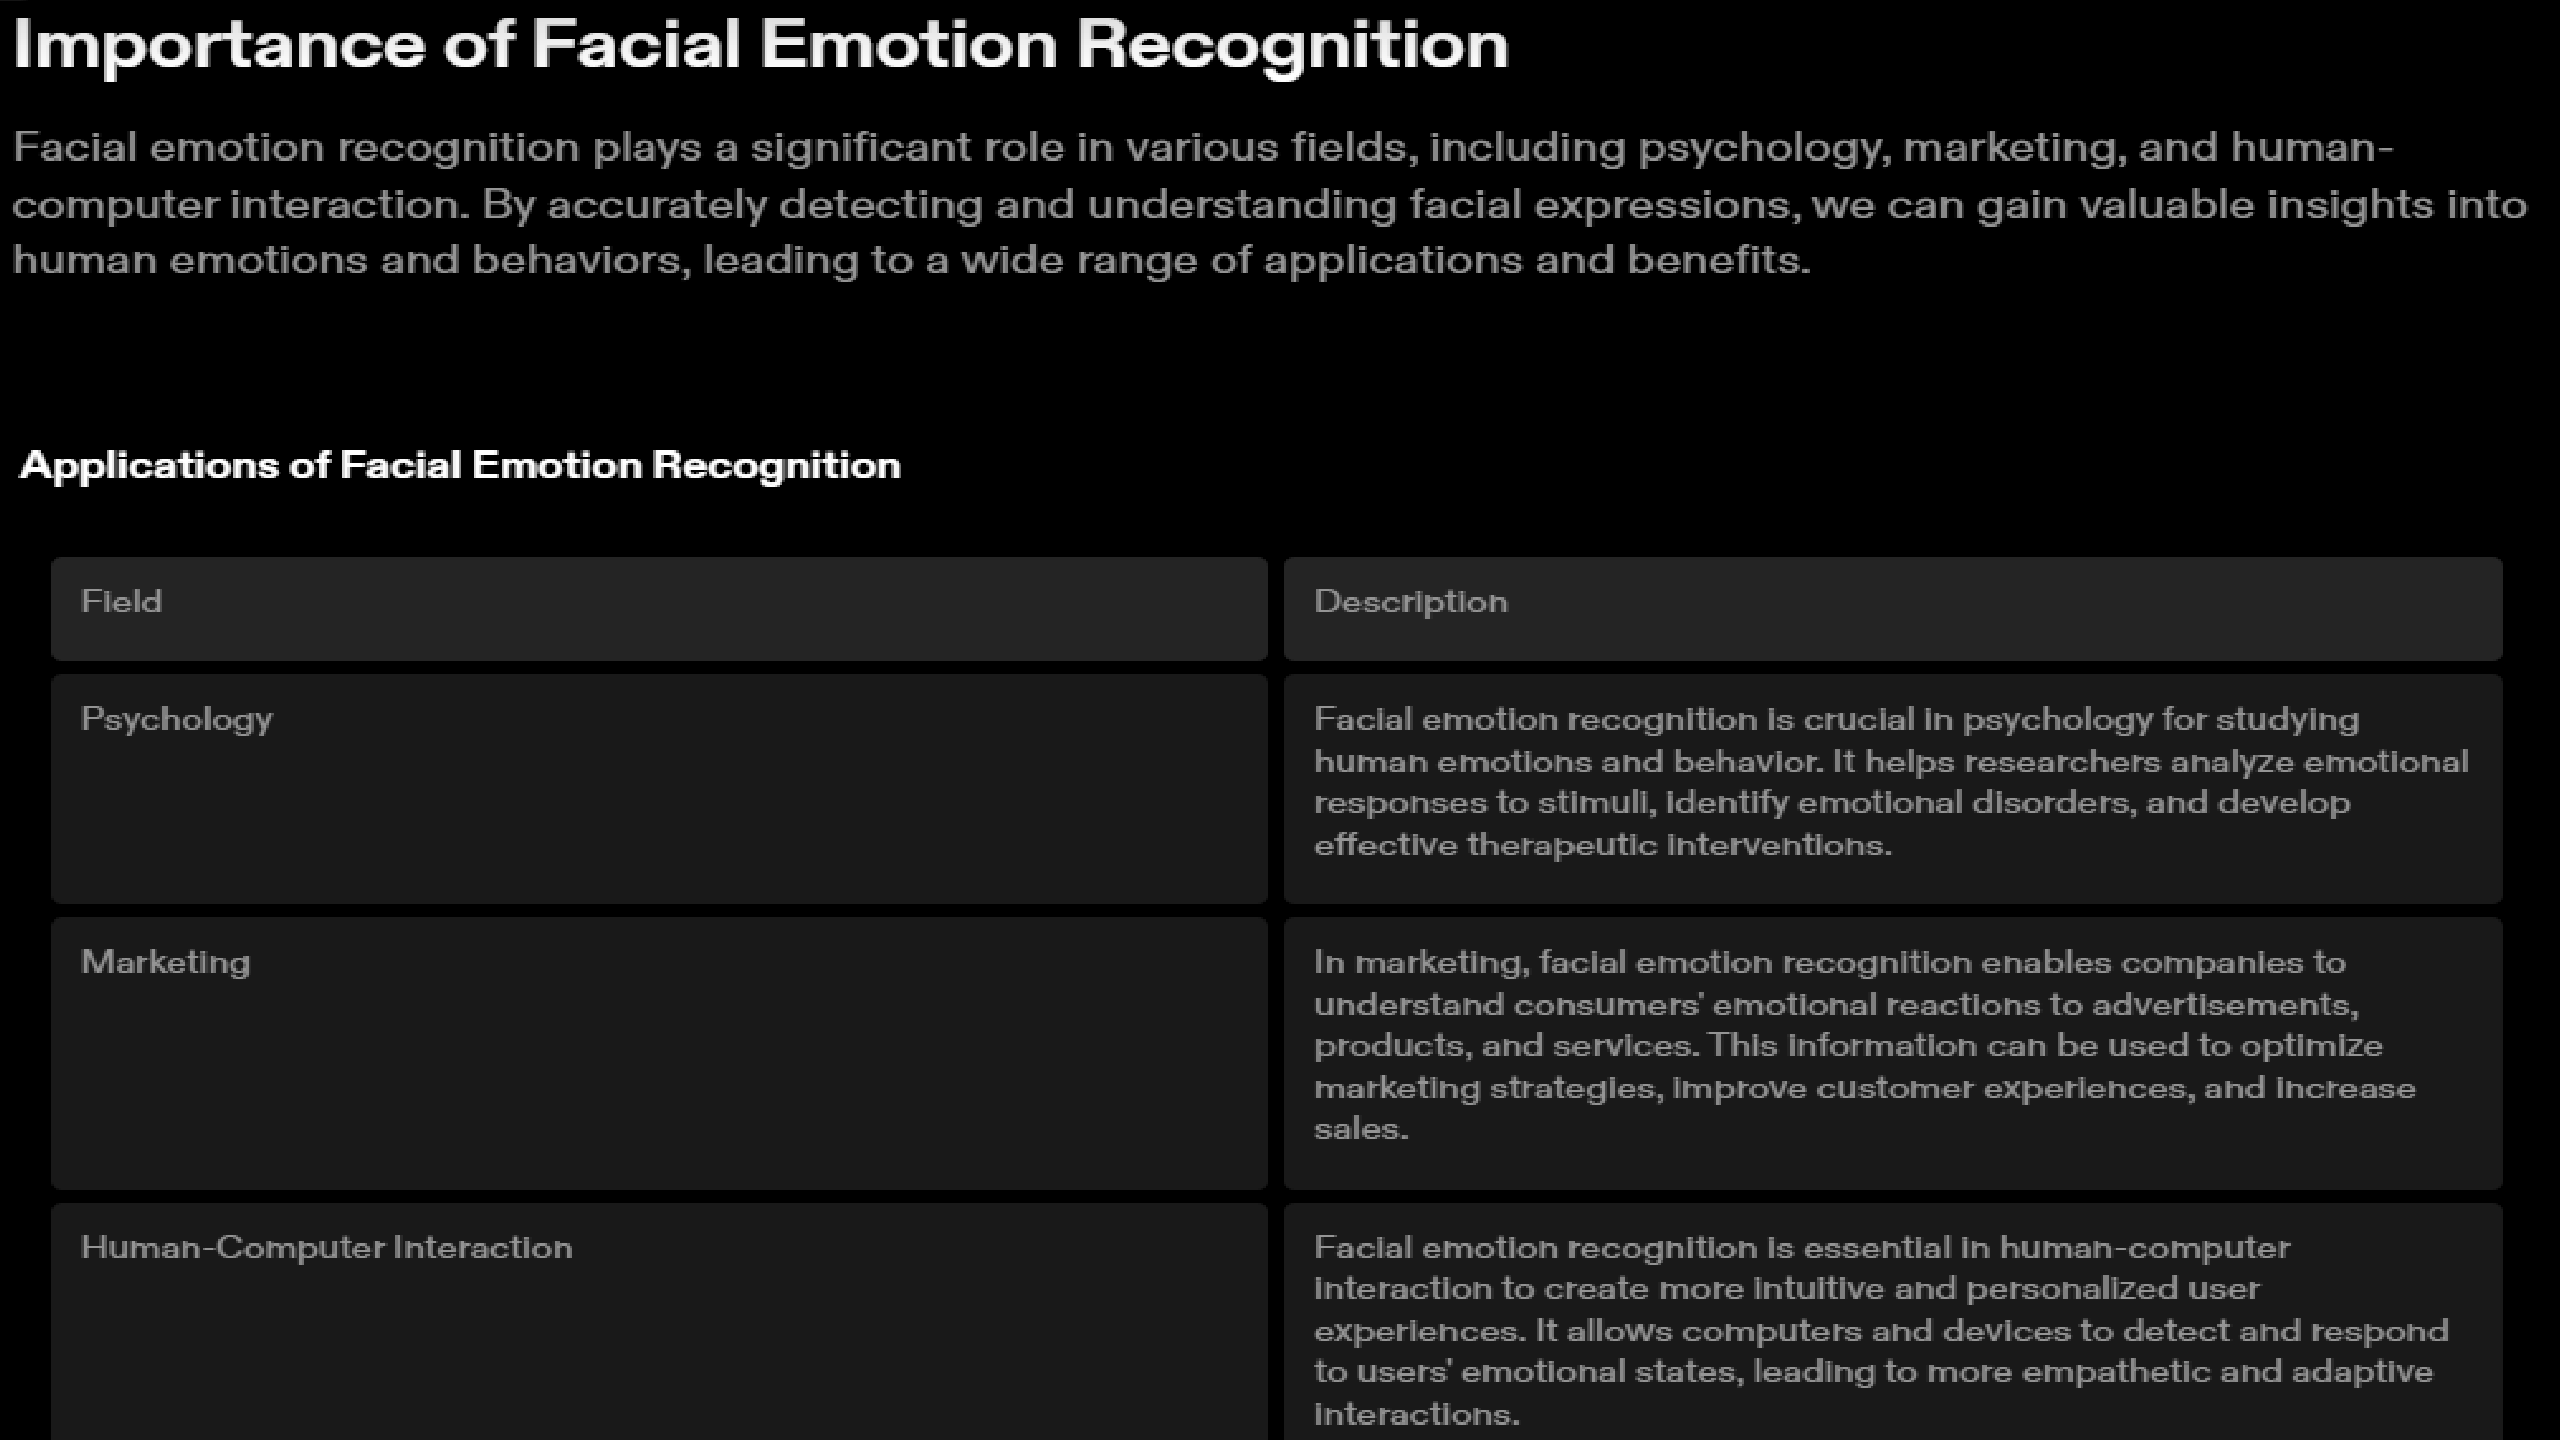 Importance of Facial Emotion Recognition
Facial emotion recognition plays a significant role in various fields, including psychology, marketing, and human-
computer interaction. By accurately detecting and understanding facial expressions, we can gain valuable insights into
human emotions and behaviors, leading to a wide range of applications and benefits.
Applications of Facial Emotion Recognition
Field
Description
Psychology
Facial emotion recognition is crucial in psychology for studying
human emotions and behavior. It helps researchers analyze emotional
responses to stimuli, identify emotional disorders, and develop
effective therapeutic interventions.
Marketing
In marketing, facial emotion recognition enables companies to
understand consumers' emotional reactions to advertisements,
products, and services. This information can be used to optimize
marketing strategies, improve customer experiences, and increase
sales.
Human-Computer Interaction
Facial emotion recognition is essential in human-computer
interaction to create more intuitive and personalized user
experiences. It allows computers and devices to detect and respond
to users' emotional states, leading to more empathetic and adaptive
interactions.